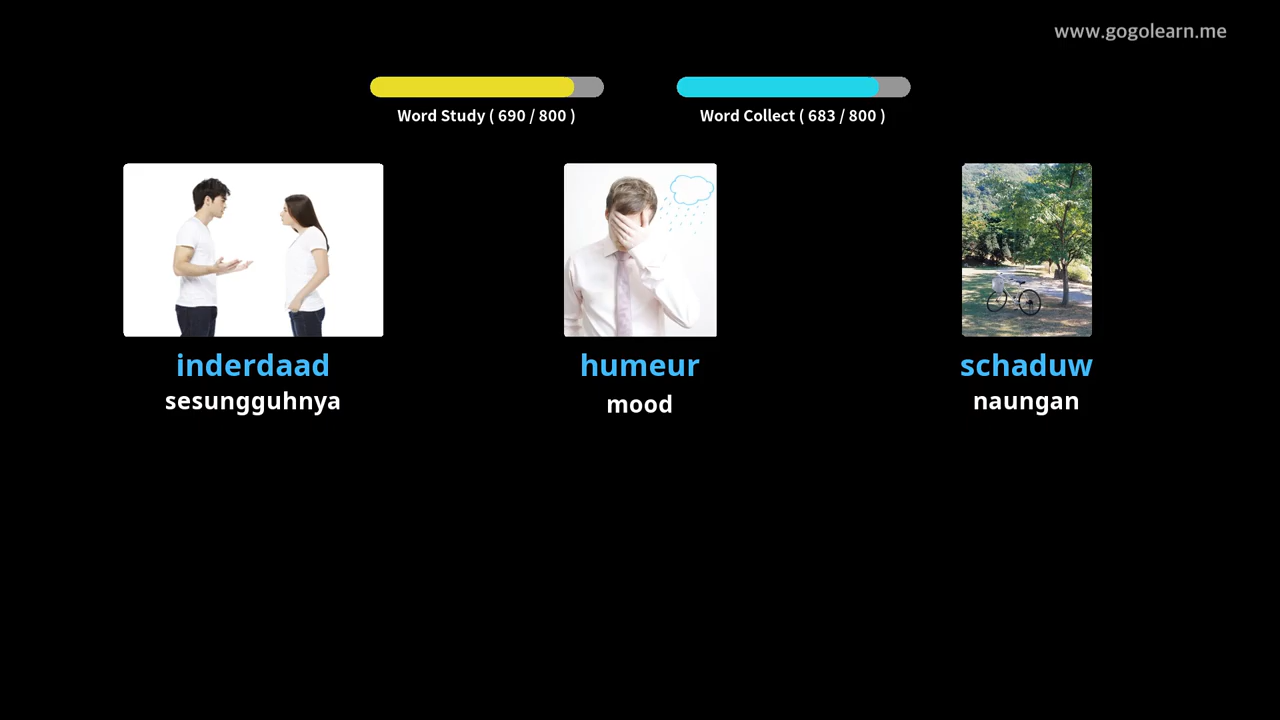 www.gogolearn.me
Word Study ( 690 / 800 )
Word Collect ( 683 / 800 )
inderdaad
sesungguhnya
humeur
mood
schaduw
naungan